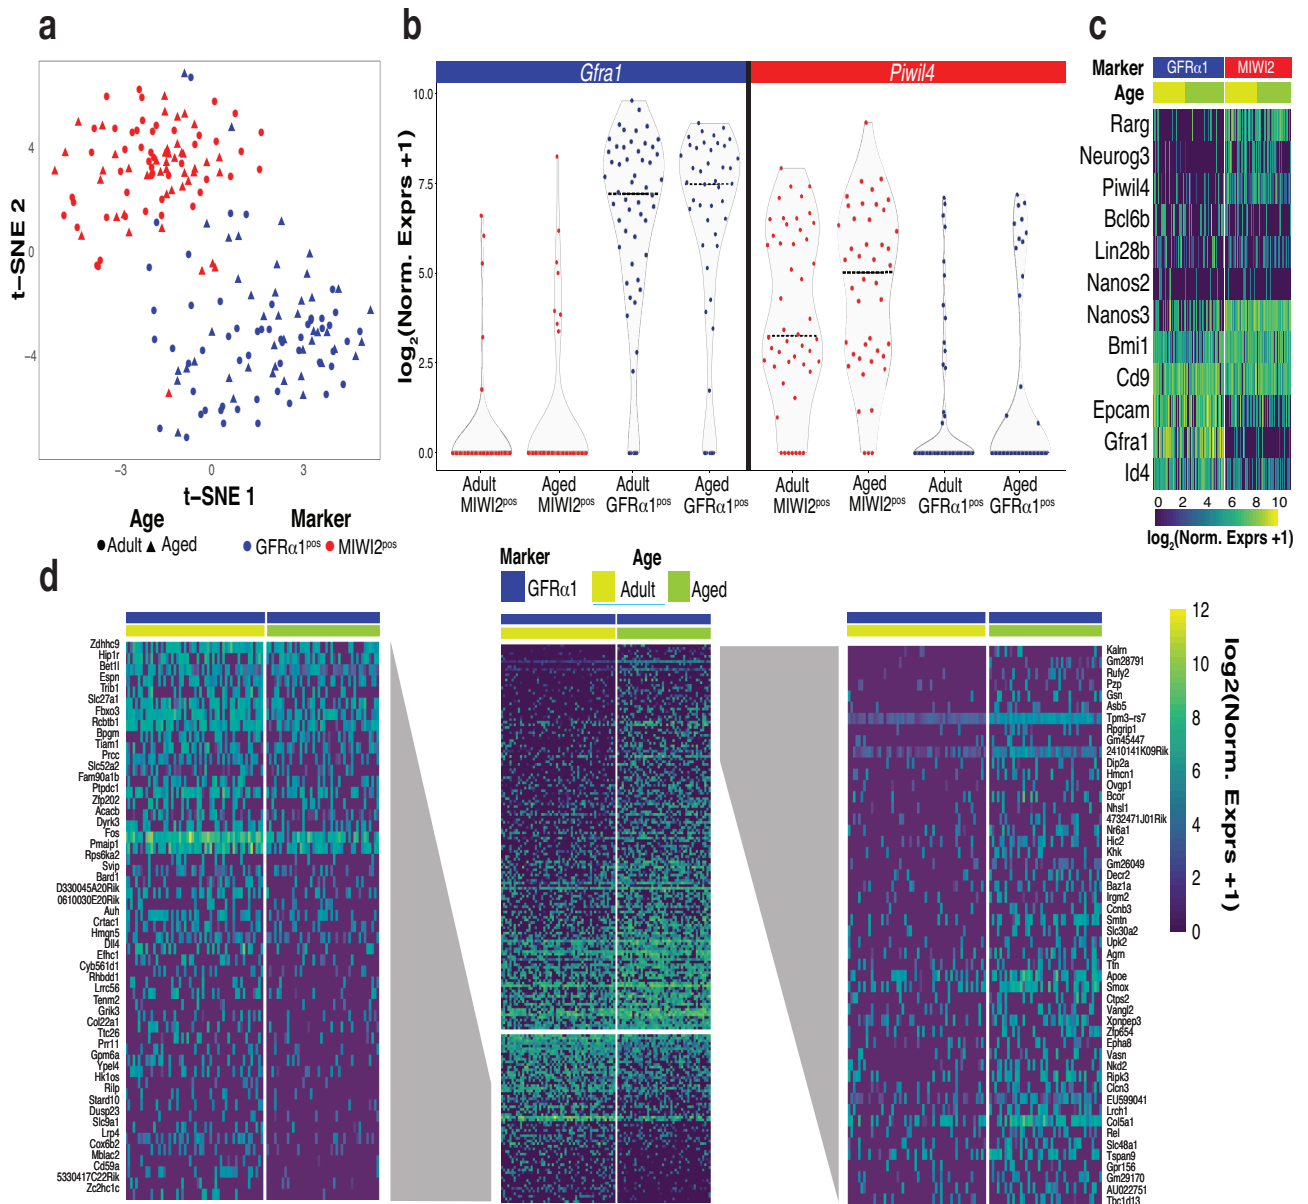 a
4
0
−4
t−SNE 2
−3
0
3
t−SNE 1
Age
Marker
Adult
Aged
GFRα1pos
MIWI2pos
b
Gfra1
Piwil4
10.0
7.5
5.0
2.5
0.0
log2(Norm. Exprs +1)
Adult MIWI2pos
Aged MIWI2pos
Adult GFRα1pos
Aged GFRα1pos
Adult MIWI2pos
Aged MIWI2pos
Adult GFRα1pos
Aged GFRα1pos
c
Marker
GFRα1
MIWI2
Age
Rarg
Neurog3
Piwil4
Bcl6b
Lin28b
Nanos2
Nanos3
Bmi1
Cd9
Epcam
Gfra1
Id4
0 2 4 6 8 10
log2(Norm. Exprs +1)
d
Marker
Age
GFRα1
Adult
Aged
Zdhhc9
Hip1r
Bet1l
Espn
Trib1
Slc27a1
Fbxo3
Rcbtb1
Bpgm
Tiam1
Prcc
Slc52a2
Fam90a1b
Ptpdc1
Zfp202
Acacb
Dyrk3
Fos
Pmaip1
Rps6ka2
Svip
Bard1
D330045A20Rik
0610030E20Rik
Auh
Crtac1
Hmgn5
Dll4
Efhc1
Cyb561d1
Rhbdd1
Lrrc56
Tenm2
Grik3
Col22a1
Ttc26
Prr11
Gpm6a
Ypel4
Hk1os
Rilp
Stard10
Dusp23
Slc9a1
Lrp4
Cox6b2
Mblac2
Cd59a
5330417C22Rik
Zc2hc1c
Kalrn
Gm28791
Rufy2
Pzp
Gsn
Asb5
Tpm3−rs7
Rpgrip1
Gm45447
2410141K09Rik
Dip2a
Hmcn1
Ovgp1
Bcor
Nhsl1
4732471J01Rik
Nr6a1
Hic2
Khk
Gm26049
Decr2
Baz1a
Irgm2
Ccnb3
Smtn
Slc30a2
Upk2
Agrn
Ttn
Apoe
Smox
Ctps2
Vangl2
Xpnpep3
Zfp654
Epha8
Vasn
Nkd2
Ripk3
Clcn3
EU599041
Lrch1
Col5a1
Rel
Slc48a1
Tspan9
Gpr156
Gm29170
AU022751
Tbc1d13
12
10
8
6
4
2
0
log2(Norm. Exprs +1)